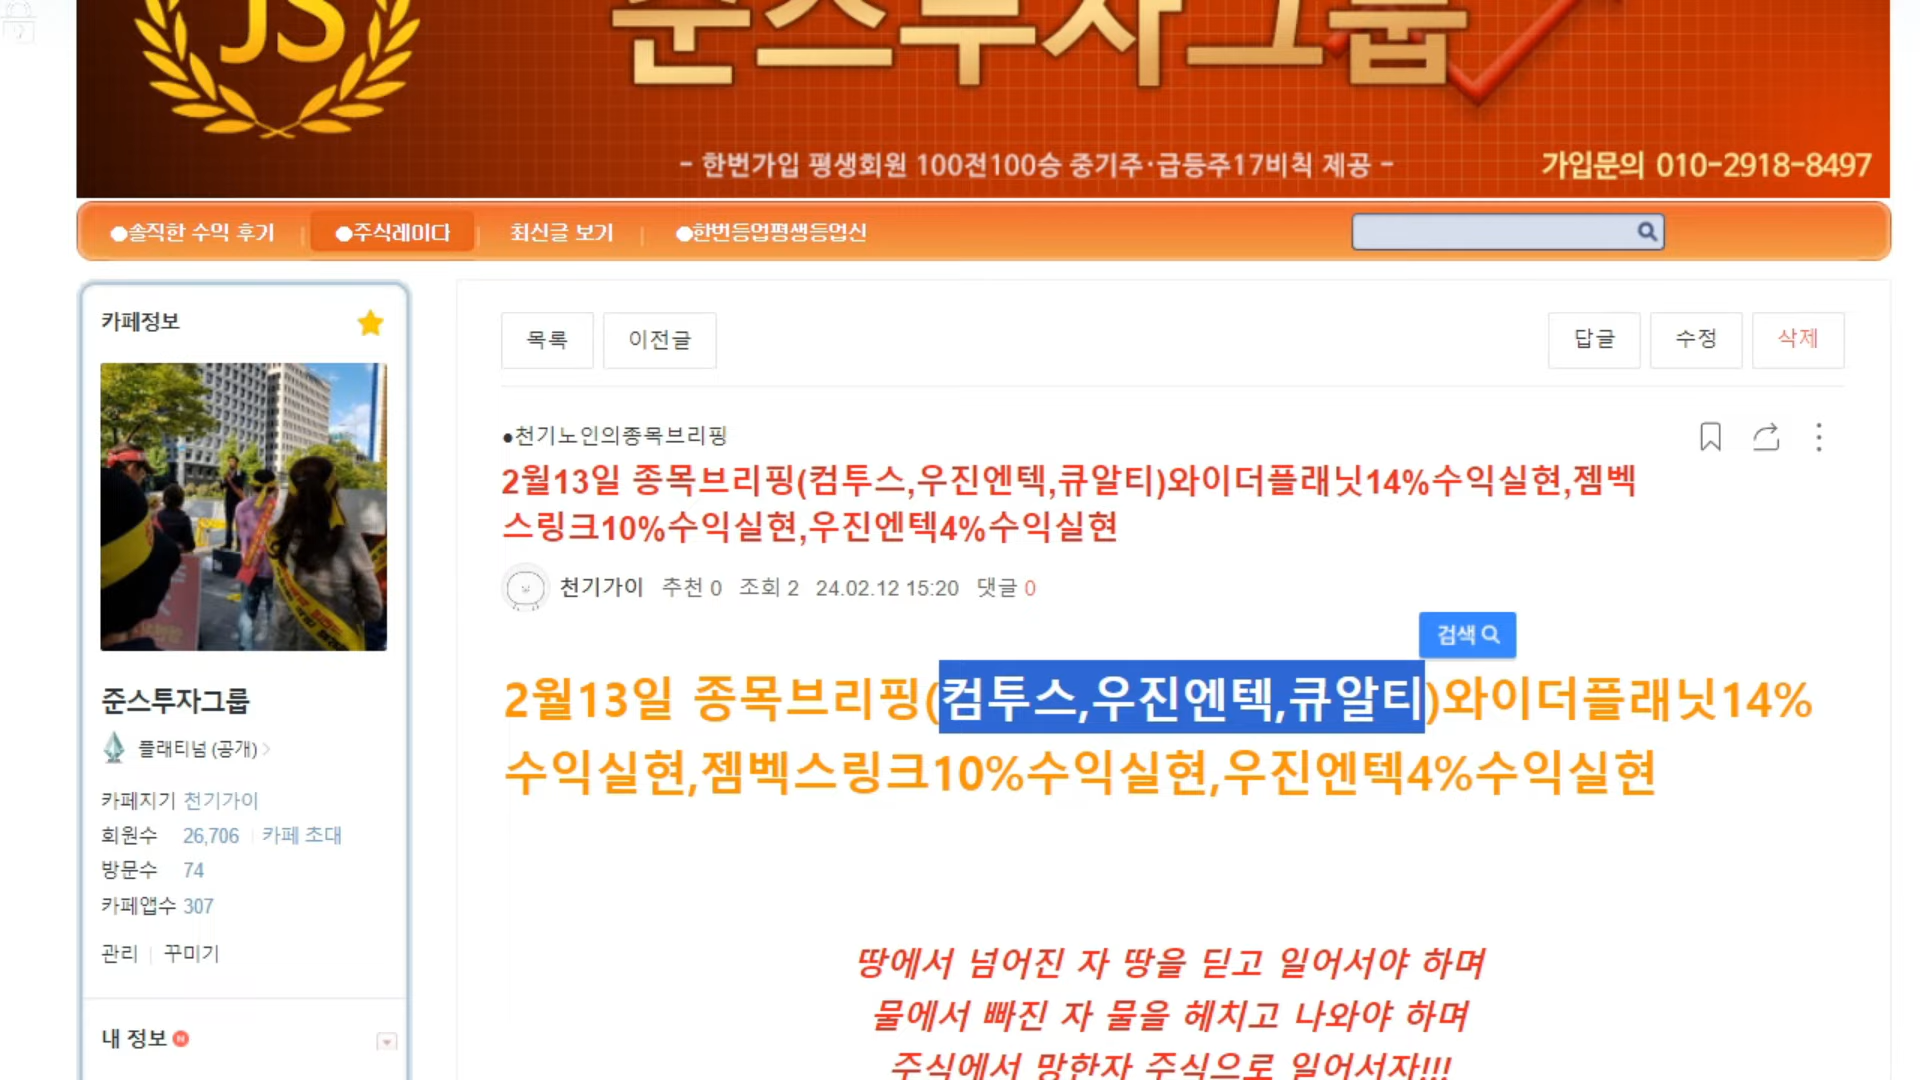 JS
준스투자그룹
- 한번가입 평생회원 100전100승 중기주·급등주17비칙 제공 -
가입문의 010-2918-8497
●솔직한 수익 후기
●주식레이다
최신글 보기
●한번등업평생등업신
카페정보
목록
이전글
답글
수정
삭제
●천기노인의종목브리핑
2월13일 종목브리핑(컴투스,우진엔텍,큐알티)와이더플래닛14%수익실현,젬벡
스링크10%수익실현,우진엔텍4%수익실현
천기가이 추천 0 조회 2 24.02.12 15:20 댓글 0
검색
2월13일 종목브리핑(컴투스,우진엔텍,큐알티)와이더플래닛14%
수익실현,젬벡스링크10%수익실현,우진엔텍4%수익실현
준스투자그룹
플래티넘 (공개)
카페지기 천기가이
회원수 26,706 카페 초대
방문수 74
카페앱수 307
관리 꾸미기
내 정보 N
땅에서 넘어진 자 땅을 딛고 일어서야 하며
물에서 빠진 자 물을 헤치고 나와야 하며
주식에서 망한자 주식으로 일어서자!!!